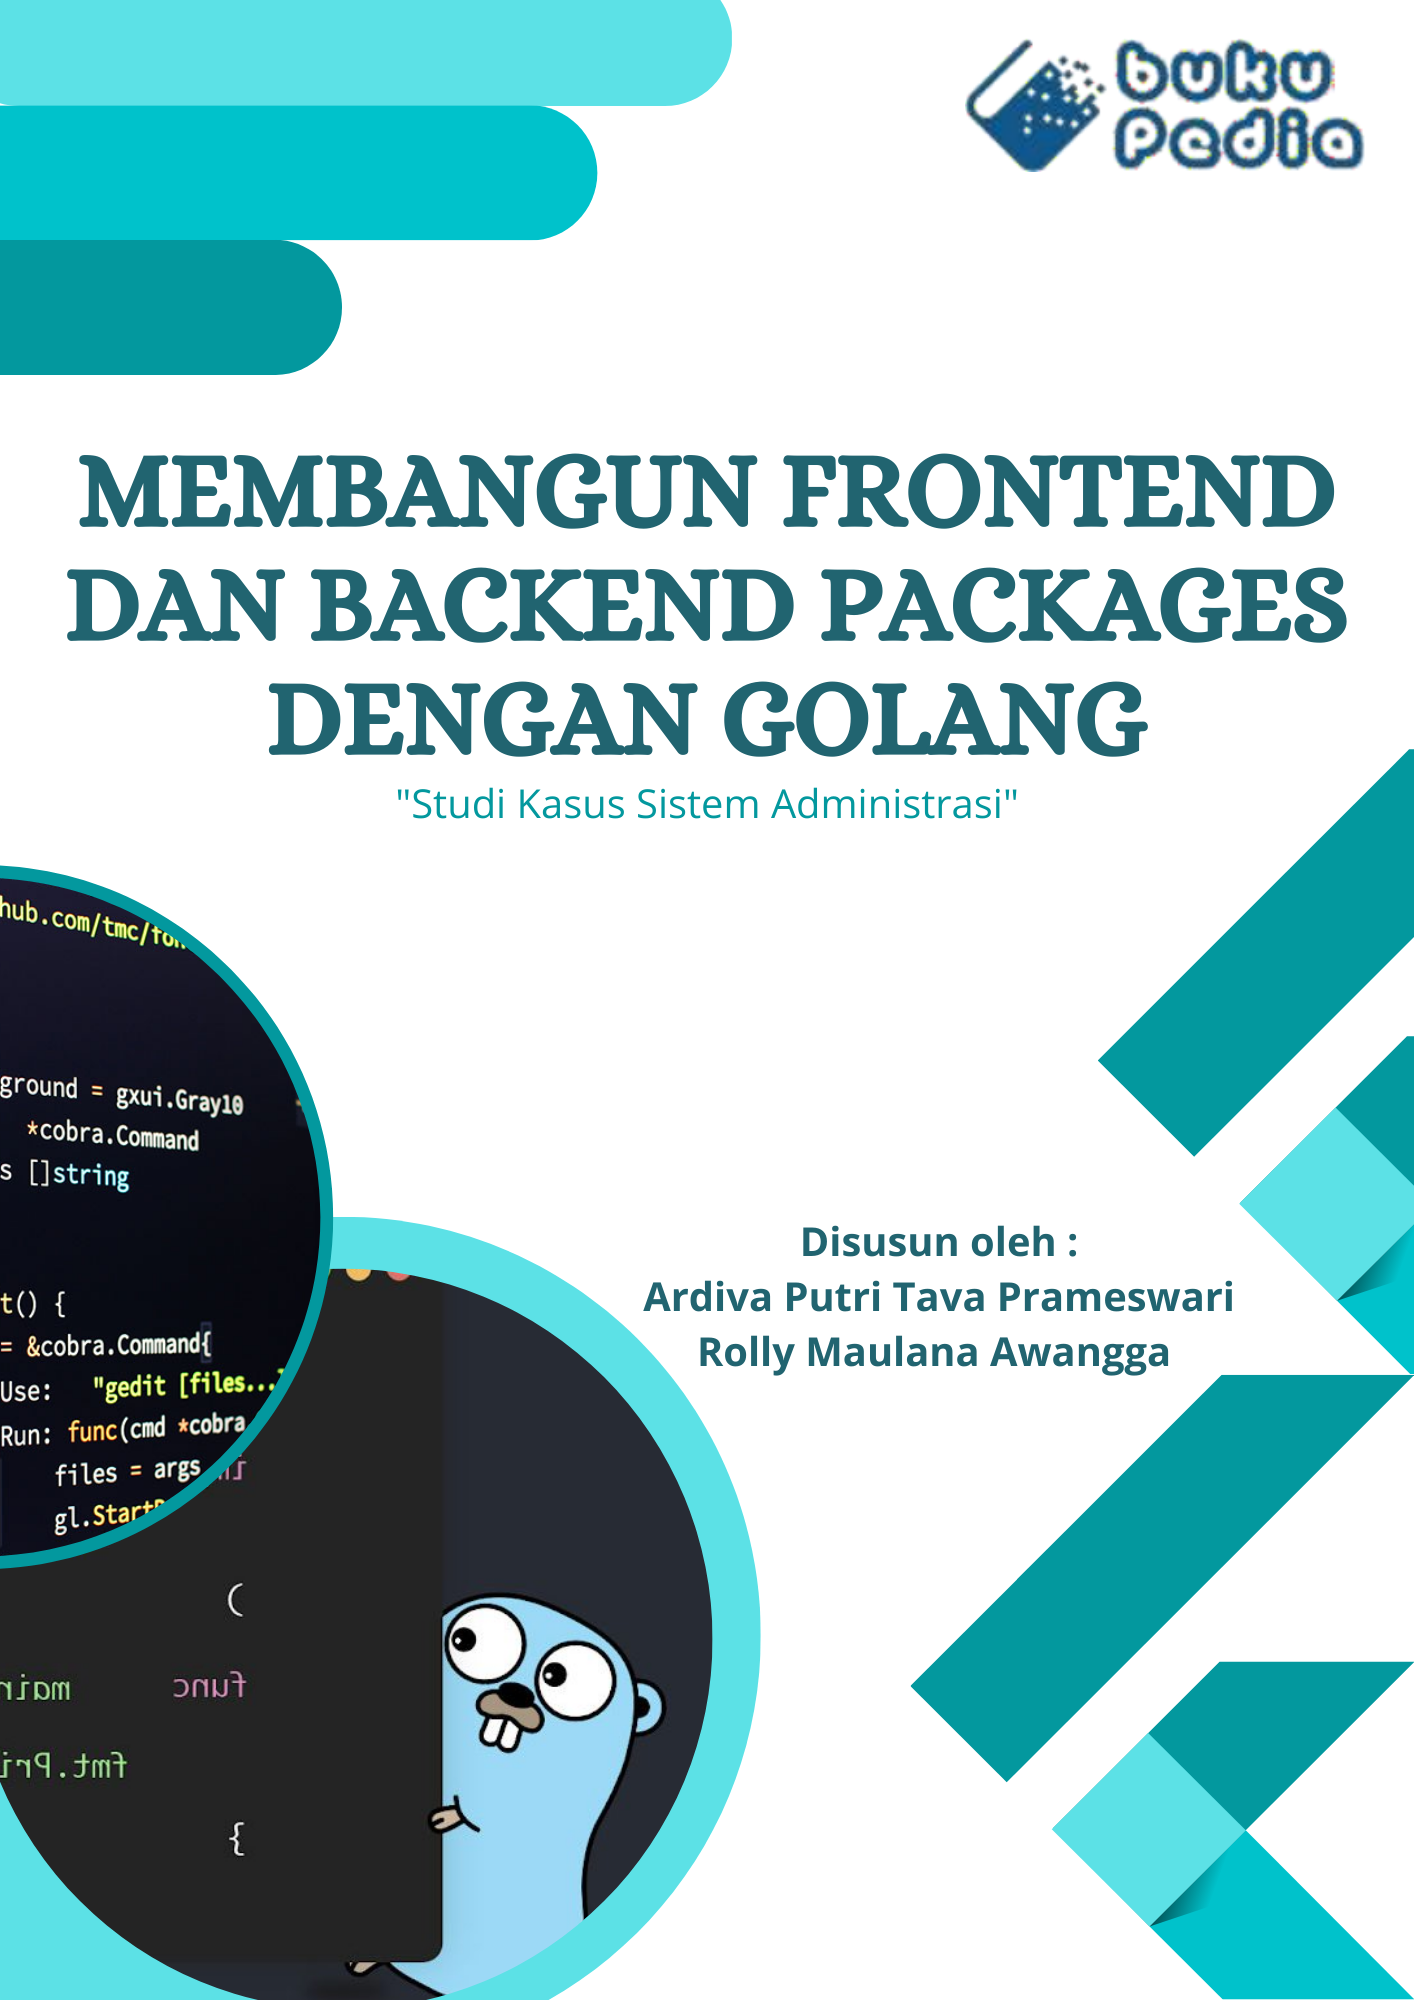 buku
Pedia
MEMBANGUN FRONTEND
DAN BACKEND PACKAGES
DENGAN GOLANG
"Studi Kasus Sistem Administrasi"
hub.com/tmc/fon
ground = gxui.Gray10
*cobra.Command
s []string
t() {
= &cobra.Command{
Use: "gedit [files...
Run: func(cmd *cobra
files = args
gl.Start
Disusun oleh :
Ardiva Putri Tava Prameswari
Rolly Maulana Awangga
)
func main
fmt.Pri
}